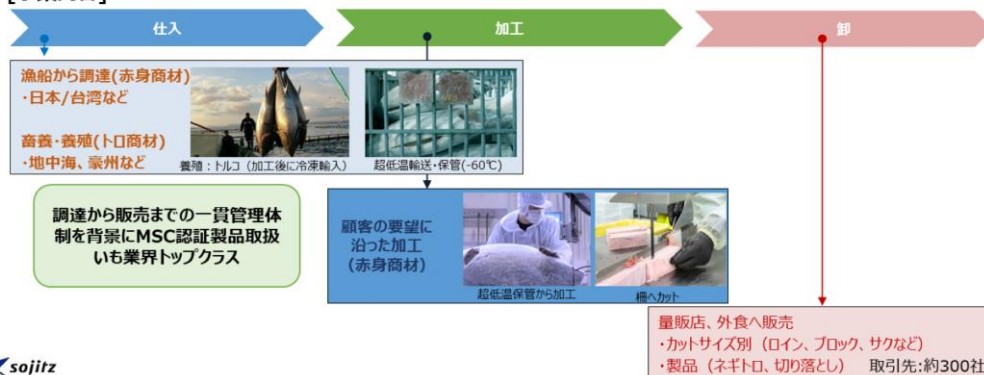 仕入
加工
卸
漁船から調達(赤身商材)
・日本/台湾など
畜養・養殖(トロ商材)
・地中海、豪州など
養殖：トルコ（加工後に冷凍輸入）
超低温輸送・保管(-60℃)
調達から販売までの一貫管理体
制を背景にMSC認証製品取扱
いも業界トップクラス
顧客の要望に
沿った加工
(赤身商材)
超低温保管から加工
柵へカット
量販店、外食へ販売
・カットサイズ別（ロイン、ブロック、サクなど）
・製品（ネギトロ、切り落とし） 取引先:約300社
sojitz